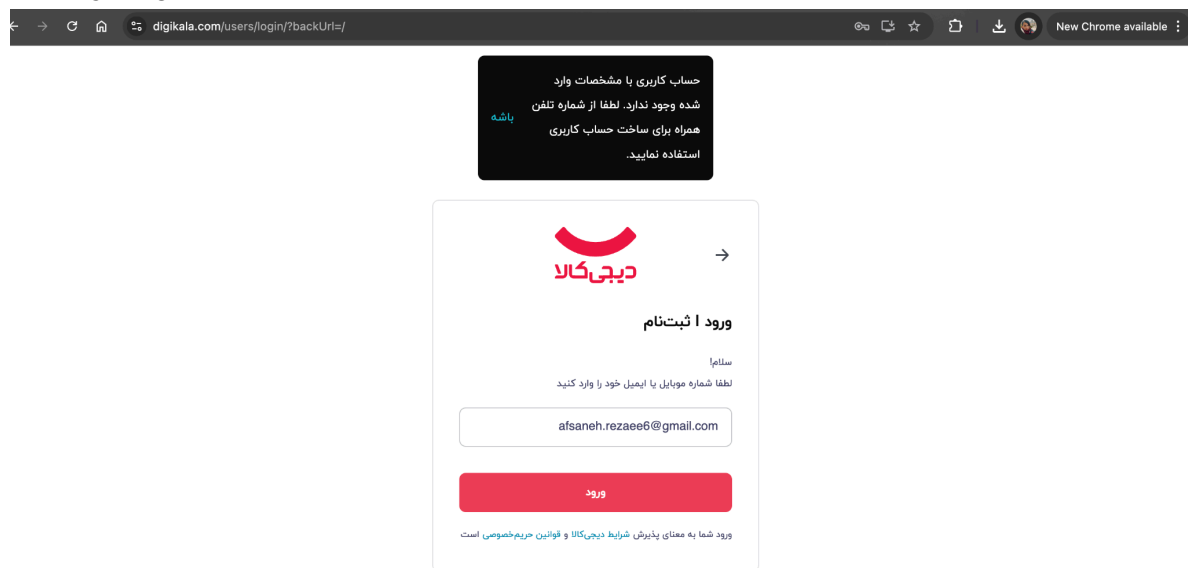 digikala.com/users/login/?backUrl=/
New Chrome available
حساب کاربری با مشخصات وارد
شده وجود ندارد. لطفا از شماره تلفن
همراه برای ساخت حساب کاربری
استفاده نمایید.
باشه
دیجی‌کالا
ورود | ثبت‌نام
سلام!
لطفا شماره موبایل یا ایمیل خود را وارد کنید
afsaneh.rezaee6@gmail.com
ورود
ورود شما به معنای پذیرش شرایط دیجی‌کالا و قوانین حریم‌خصوصی است